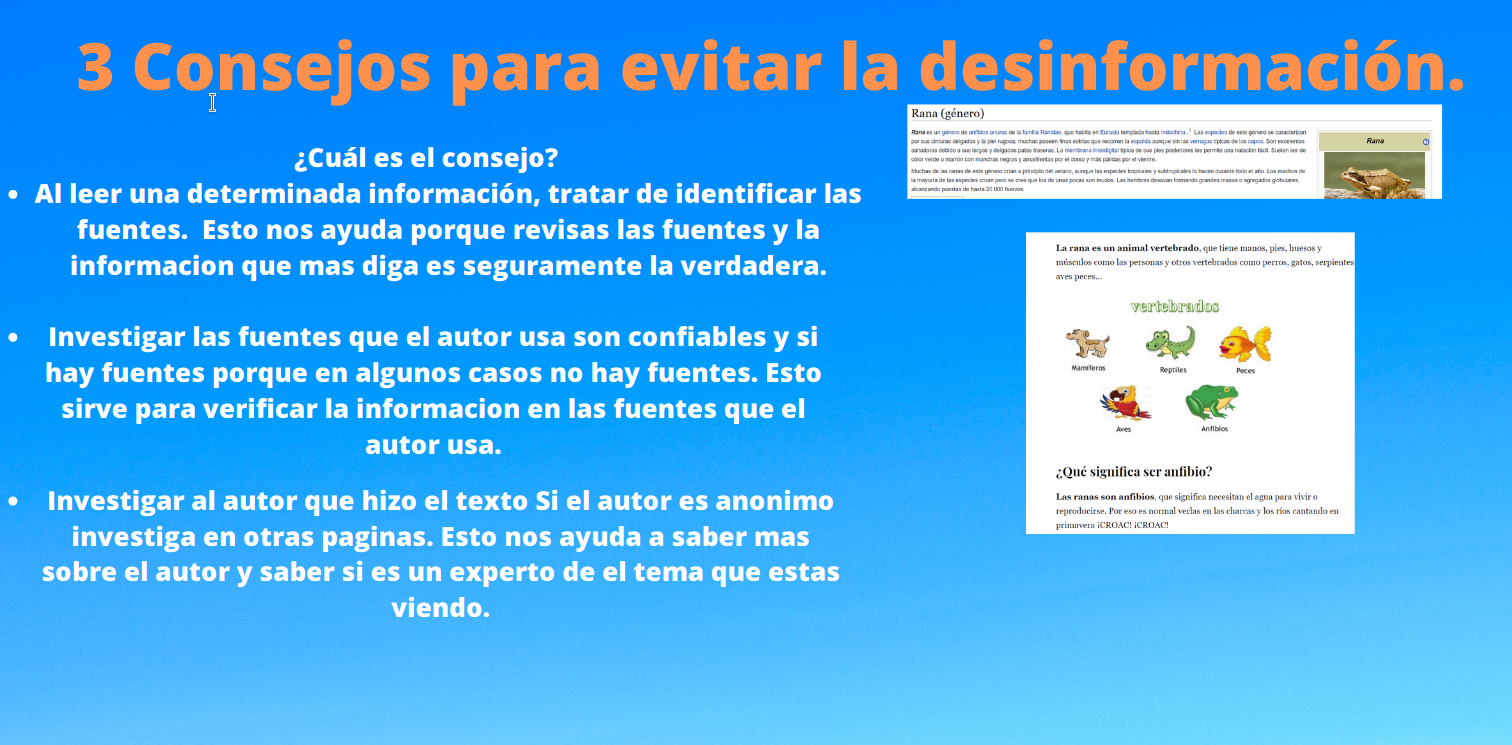 3 Consejos para evitar la desinformación.
¿Cuál es el consejo?
• Al leer una determinada información, tratar de identificar las
fuentes.  Esto nos ayuda porque revisas las fuentes y la
informacion que mas diga es seguramente la verdadera.
• Investigar las fuentes que el autor usa son confiables y si
hay fuentes porque en algunos casos no hay fuentes. Esto
sirve para verificar la informacion en las fuentes que el
autor usa.
• Investigar al autor que hizo el texto Si el autor es anonimo
investiga en otras paginas. Esto nos ayuda a saber mas
sobre el autor y saber si es un experto de el tema que estas
viendo.
Rana (género)
Rana es un género de anfibios anuros de la familia Ranidae, que habita en Eurasia templada hasta Indochina.1 Las especies de este género se caracterizan
por sus cinturas delgadas y la piel rugosa, muchas poseen finas estrías que recorren la espalda aunque sin las verrugas típicas de los sapos. Son excelentes
saltadoras debido a sus largas y delgadas patas traseras. La membrana interdigital típica de sus pies posteriores les permite una natación fácil. Suelen ser de
color verde o marrón con manchas negras y amarillentas por el dorso y más pálidas por el vientre.
Muchas de las ranas de este género crían a principio del verano, aunque las especies tropicales y subtropicales lo hacen durante todo el año. Los machos de
la mayoría de las especies croan pero se cree que los de unas pocas son mudos. Las hembras desovan formando grandes masas o agregados globulares,
alcanzando puestas de hasta 20 000 huevos.
Rana
La rana es un animal vertebrado, que tiene manos, pies, huesos y
músculos como las personas y otros vertebrados como perros, gatos, serpientes
aves peces...
vertebrados
Mamíferos
Reptiles
Peces
Aves
Anfibios
¿Qué significa ser anfibio?
Las ranas son anfibios, que significa necesitan el agua para vivir o
reproducirse. Por eso es normal verlas en las charcas y los ríos cantando en
primavera ¡CROAC! ¡CROAC!